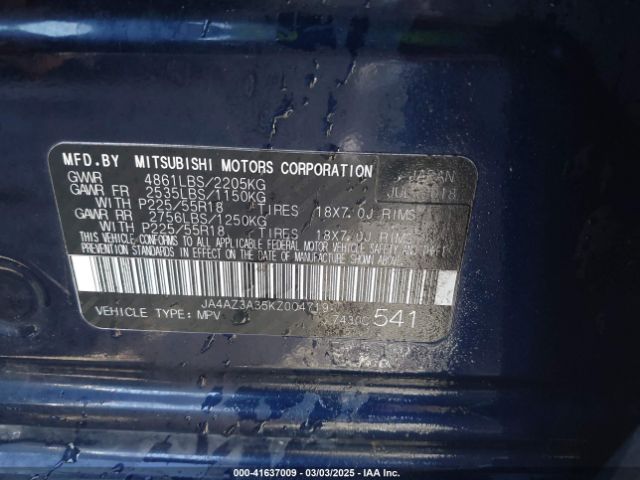 MFD.BY MITSUBISHI MOTORS CORPORATION JAPAN
GVWR 4861LBS/2205KG
GAWR FR 2535LBS/1150KG
WITH P225/55R18 TIRES 18X7.0J RIMS
GAWR RR 2756LBS/1250KG
WITH P225/55R18 TIRES 18X7.0J RIMS
THIS VEHICLE CONFORMS TO ALL APPLICABLE FEDERAL MOTOR VEHICLE SAFETY AND THEFT
PREVENTION STANDARDS IN EFFECT ON THE DATE OF MANUFACTURE SHOWN ABOVE.
JA4AZ3A35KZ004719
VEHICLE TYPE: MPV 541
000-41637009 - 03/03/2025 - IAA Inc.